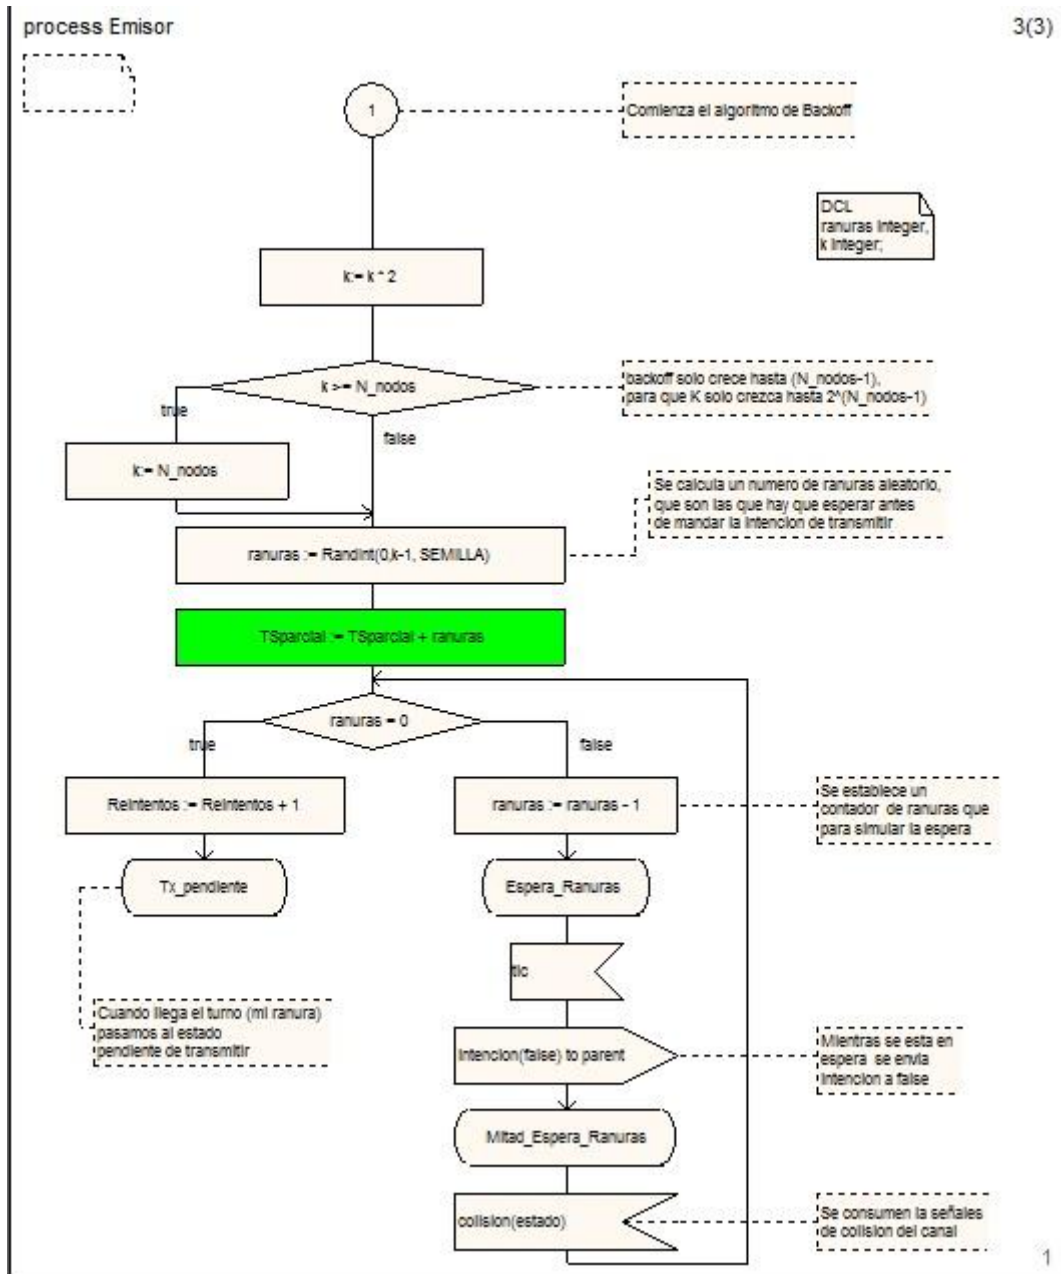 process Emisor
3(3)
1
Comienza el algoritmo de Backoff
DCL
ranuras Integer,
k Integer;
k:= k * 2
k >= N_nodos
backoff solo crece hasta (N_nodos-1),
para que K solo crezca hasta 2^(N_nodos-1)
true
false
k:= N_nodos
Se calcula un numero de ranuras aleatorio,
que son las que hay que esperar antes
de mandar la intencion de transmitir
ranuras := RandInt(0,k-1, SEMILLA)
TSparcial := TSparcial + ranuras
ranuras = 0
true
false
Reintentos := Reintentos + 1
ranuras := ranuras - 1
Se establece un
contador de ranuras que
para simular la espera
Tx_pendiente
Espera_Ranuras
tic
Cuando llega el turno (mi ranura)
pasamos al estado
pendiente de transmitir
Intencion(false) to parent
Mientras se esta en
espera se envia
Intencion a false
Mitad_Espera_Ranuras
colision(estado)
Se consumen la señales
de colision del canal
1